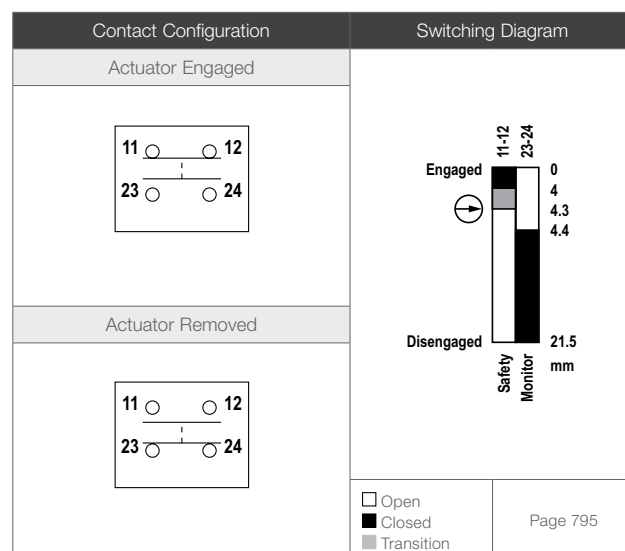 Contact Configuration
Switching Diagram
Actuator Engaged
11 12
23 24
Actuator Removed
11 12
23 24
11-12
23-24
Engaged
0
4
4.3
4.4
Disengaged
21.5
mm
Safety
Monitor
Open
Closed
Transition
Page 795